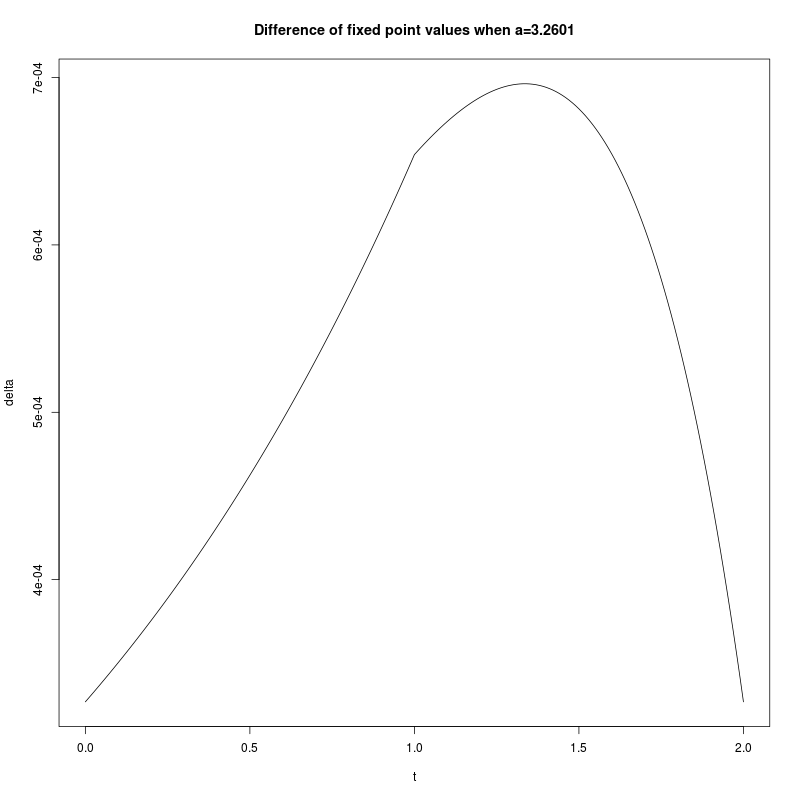 Difference of fixed point values when a=3.2601
7e-04
6e-04
5e-04
4e-04
delta
0.0 0.5 1.0 1.5 2.0
t